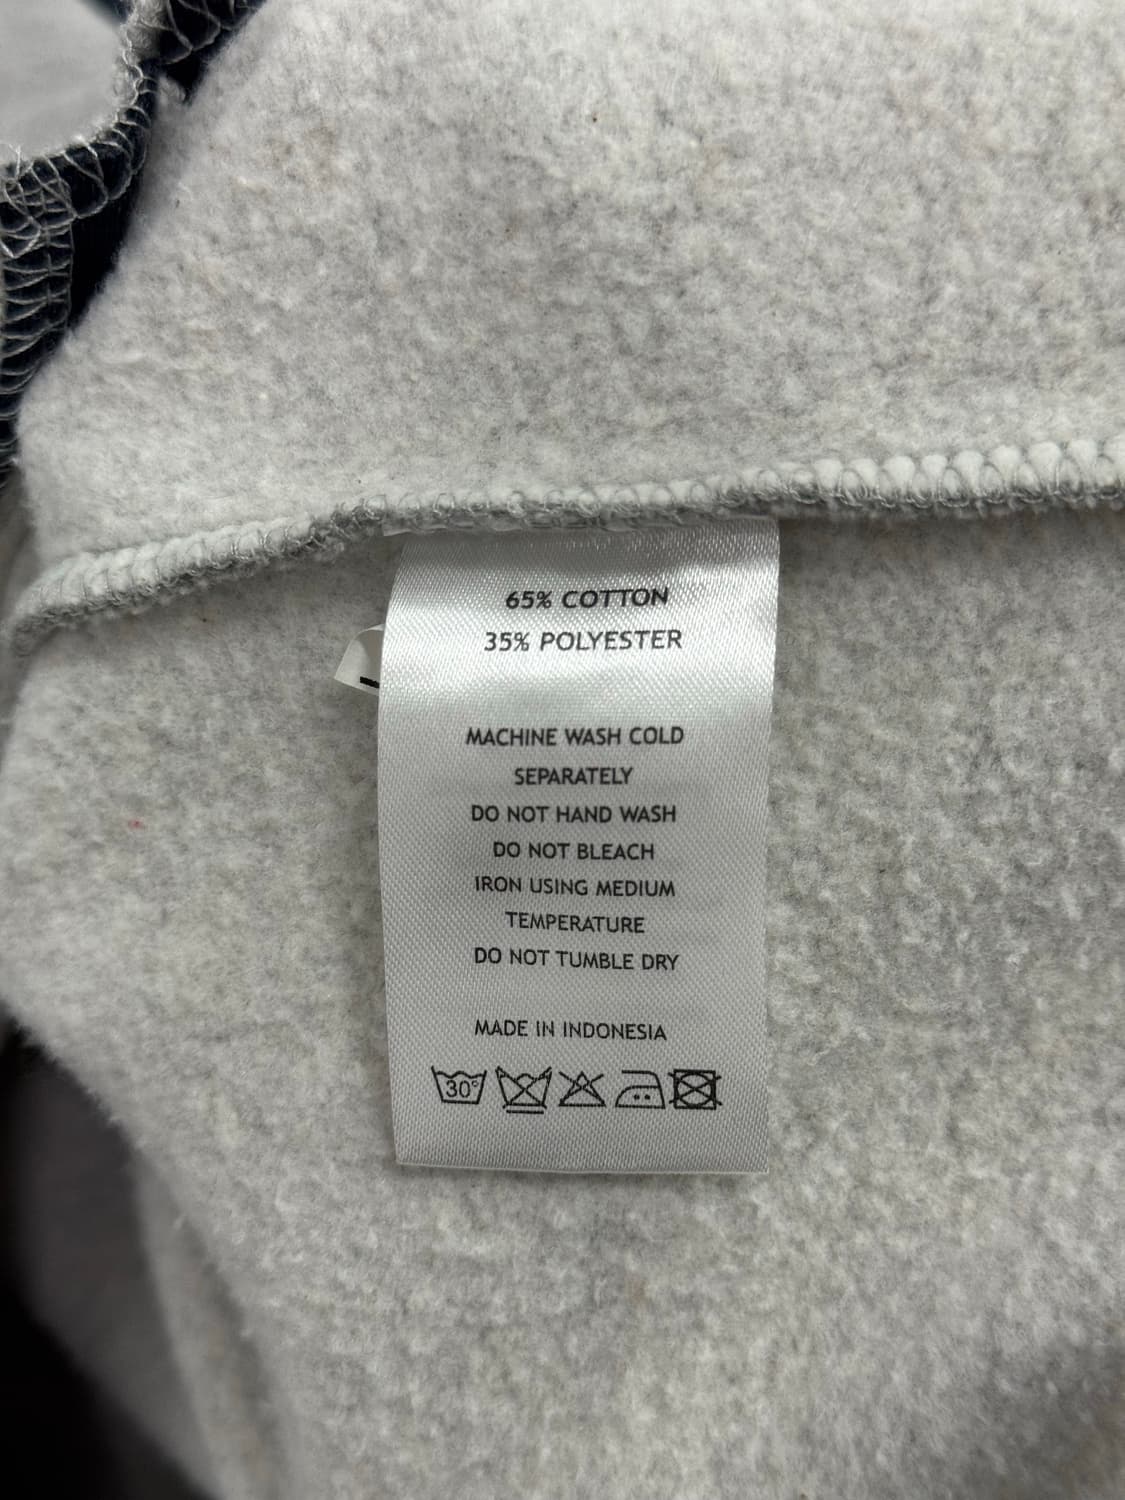 65% COTTON
35% POLYESTER
MACHINE WASH COLD
SEPARATELY
DO NOT HAND WASH
DO NOT BLEACH
IRON USING MEDIUM
TEMPERATURE
DO NOT TUMBLE DRY
MADE IN INDONESIA
30°